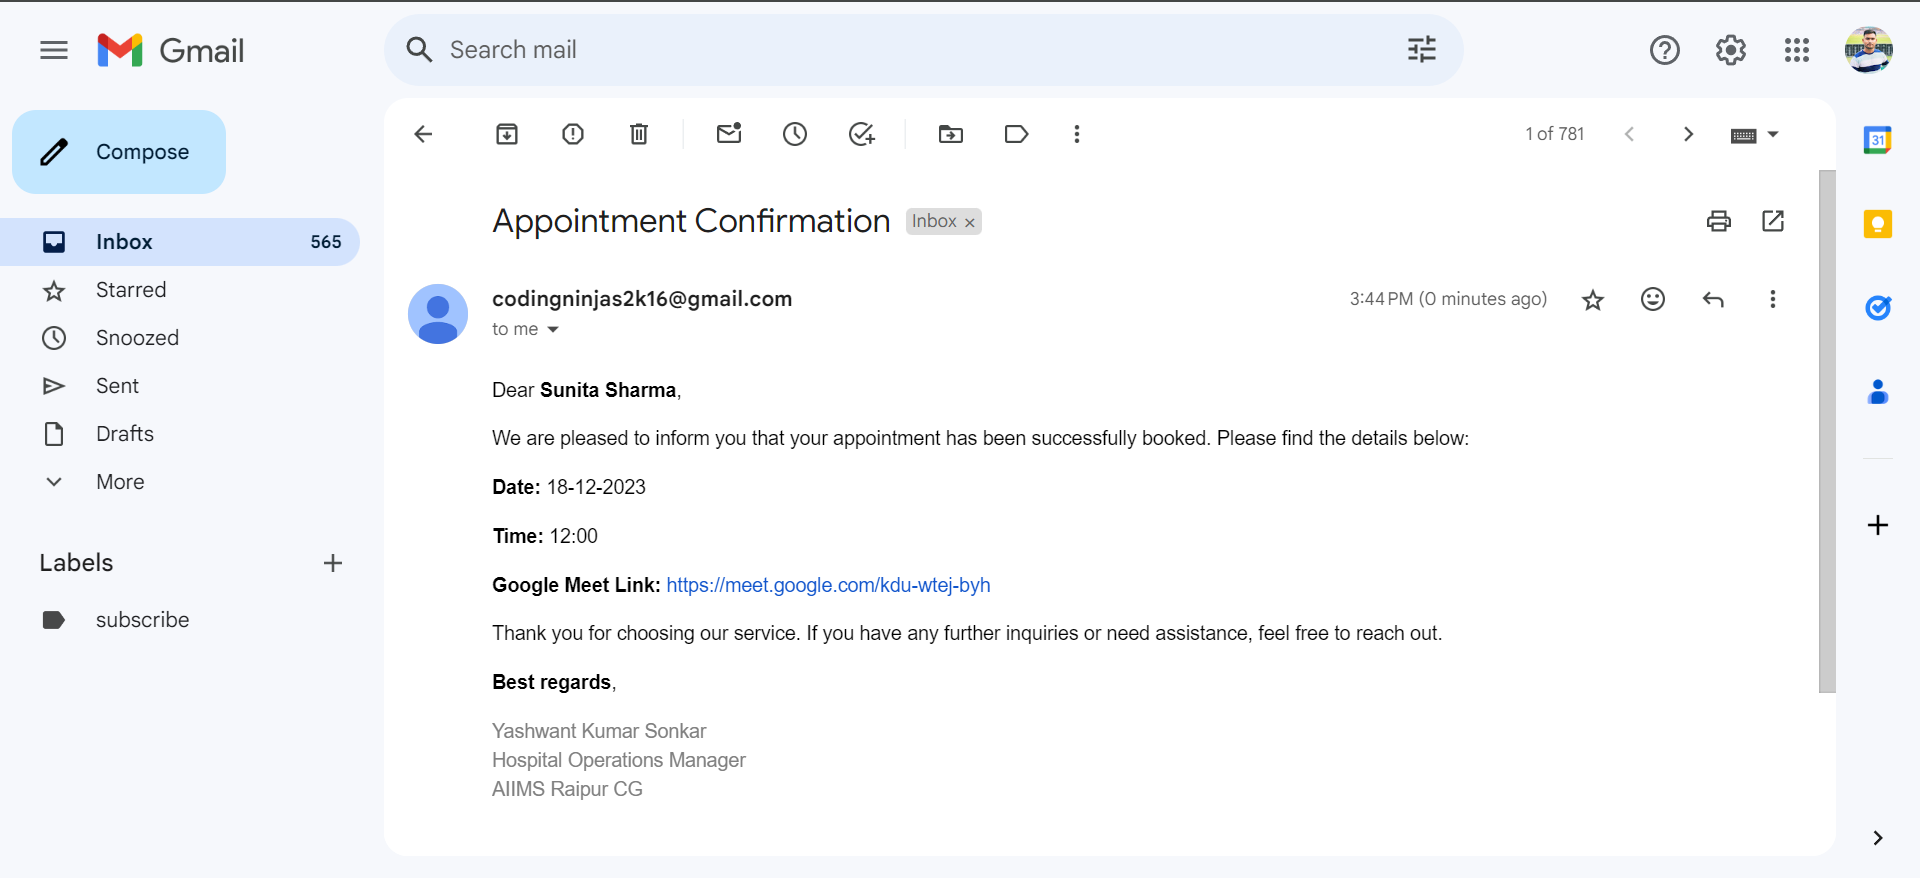 Gmail
Search mail
Compose
1 of 781
31
Inbox 565
Starred
Snoozed
Sent
Drafts
More
Labels
subscribe
Appointment Confirmation Inbox x
codingninjas2k16@gmail.com 3:44 PM (0 minutes ago)
to me
Dear Sunita Sharma,
We are pleased to inform you that your appointment has been successfully booked. Please find the details below:
Date: 18-12-2023
Time: 12:00
Google Meet Link: https://meet.google.com/kdu-wtej-byh
Thank you for choosing our service. If you have any further inquiries or need assistance, feel free to reach out.
Best regards,
Yashwant Kumar Sonkar
Hospital Operations Manager
AIIMS Raipur CG